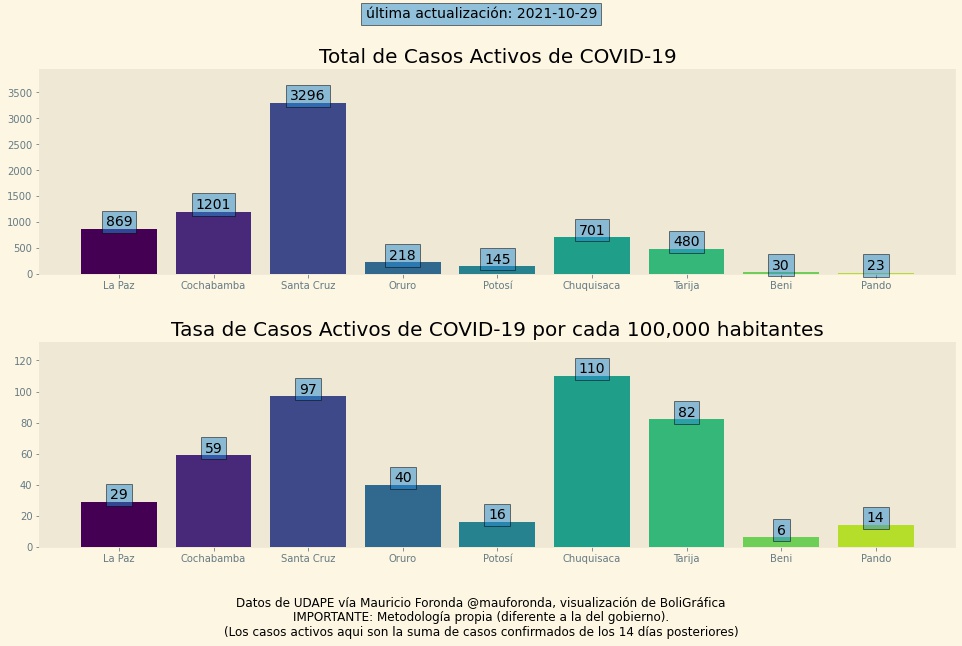 última actualización: 2021-10-29
Total de Casos Activos de COVID-19
3500
3000
2500
2000
1500
1000
500
0
869
1201
3296
218
145
701
480
30
23
La Paz
Cochabamba
Santa Cruz
Oruro
Potosí
Chuquisaca
Tarija
Beni
Pando
Tasa de Casos Activos de COVID-19 por cada 100,000 habitantes
120
100
80
60
40
20
0
29
59
97
40
16
110
82
6
14
La Paz
Cochabamba
Santa Cruz
Oruro
Potosí
Chuquisaca
Tarija
Beni
Pando
Datos de UDAPE vía Mauricio Foronda @mauforonda, visualización de BoliGráfica
IMPORTANTE: Metodología propia (diferente a la del gobierno).
(Los casos activos aqui son la suma de casos confirmados de los 14 días posteriores)